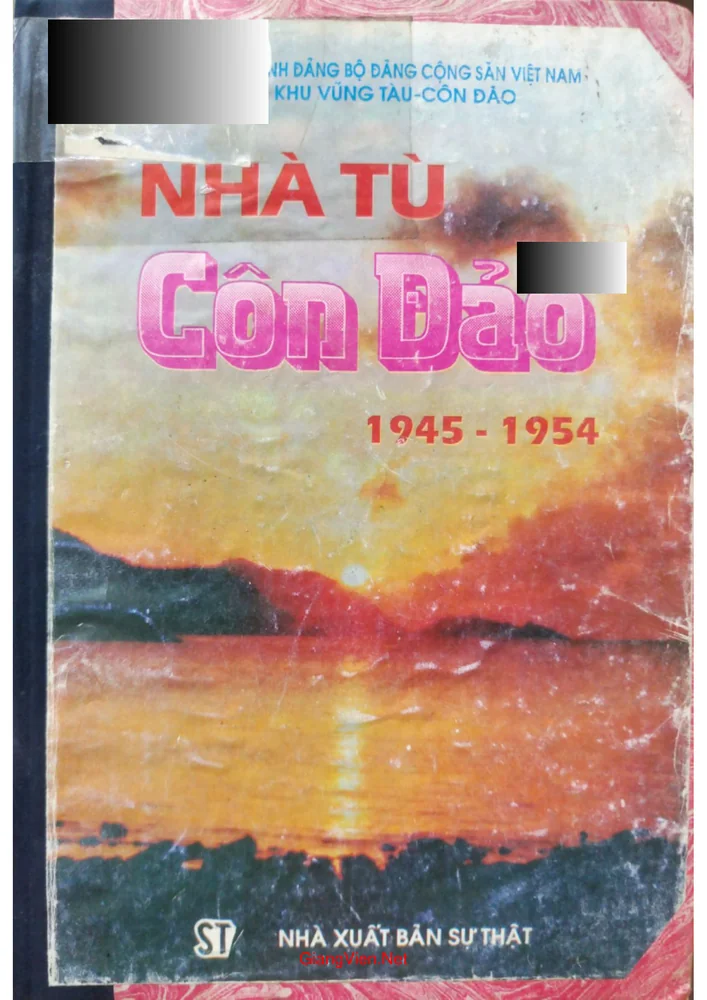 ĐẢNG BỘ ĐẢNG CỘNG SẢN VIỆT NAM
KHU VŨNG TÀU-CÔN ĐẢO
NHÀ TÙ
Côn Đảo
1945 - 1954
ST
NHÀ XUẤT BẢN SỰ THẬT
GiangVien.Net